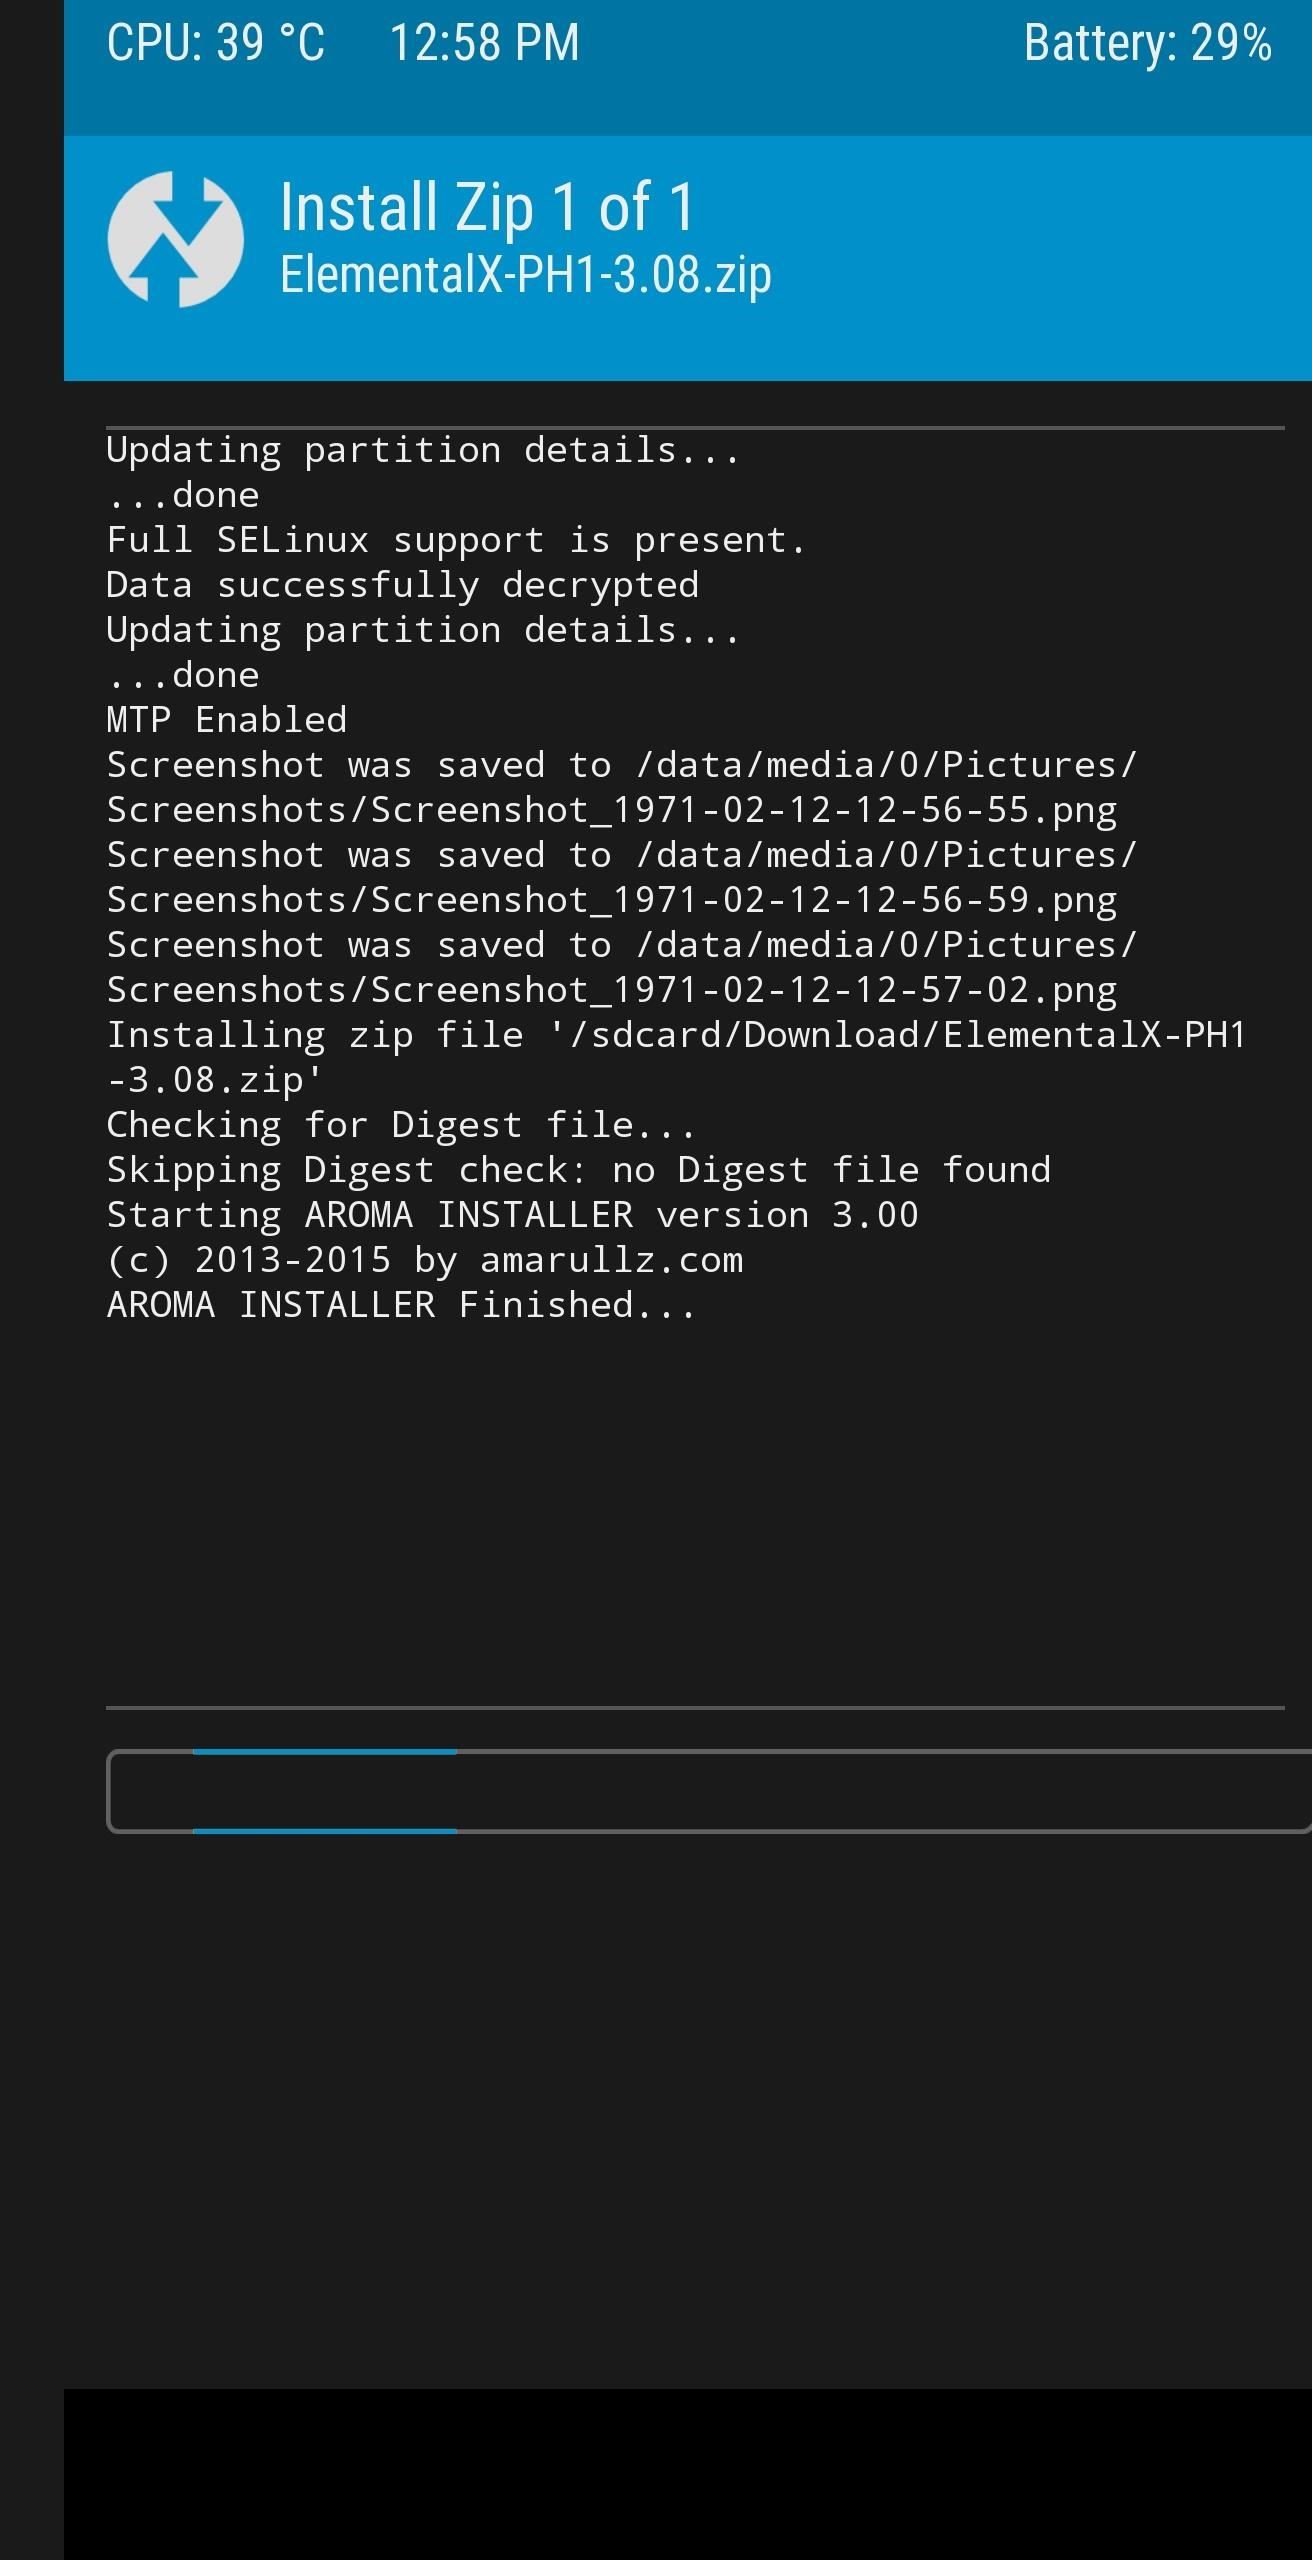 CPU: 39 °C 12:58 PM Battery: 29%
Install Zip 1 of 1
ElementalX-PH1-3.08.zip
Updating partition details...
...done
Full SELinux support is present.
Data successfully decrypted
Updating partition details...
...done
MTP Enabled
Screenshot was saved to /data/media/0/Pictures/
Screenshots/Screenshot_1971-02-12-12-56-55.png
Screenshot was saved to /data/media/0/Pictures/
Screenshots/Screenshot_1971-02-12-12-56-59.png
Screenshot was saved to /data/media/0/Pictures/
Screenshots/Screenshot_1971-02-12-12-57-02.png
Installing zip file '/sdcard/Download/ElementalX-PH1
-3.08.zip'
Checking for Digest file...
Skipping Digest check: no Digest file found
Starting AROMA INSTALLER version 3.00
(c) 2013-2015 by amarullz.com
AROMA INSTALLER Finished...